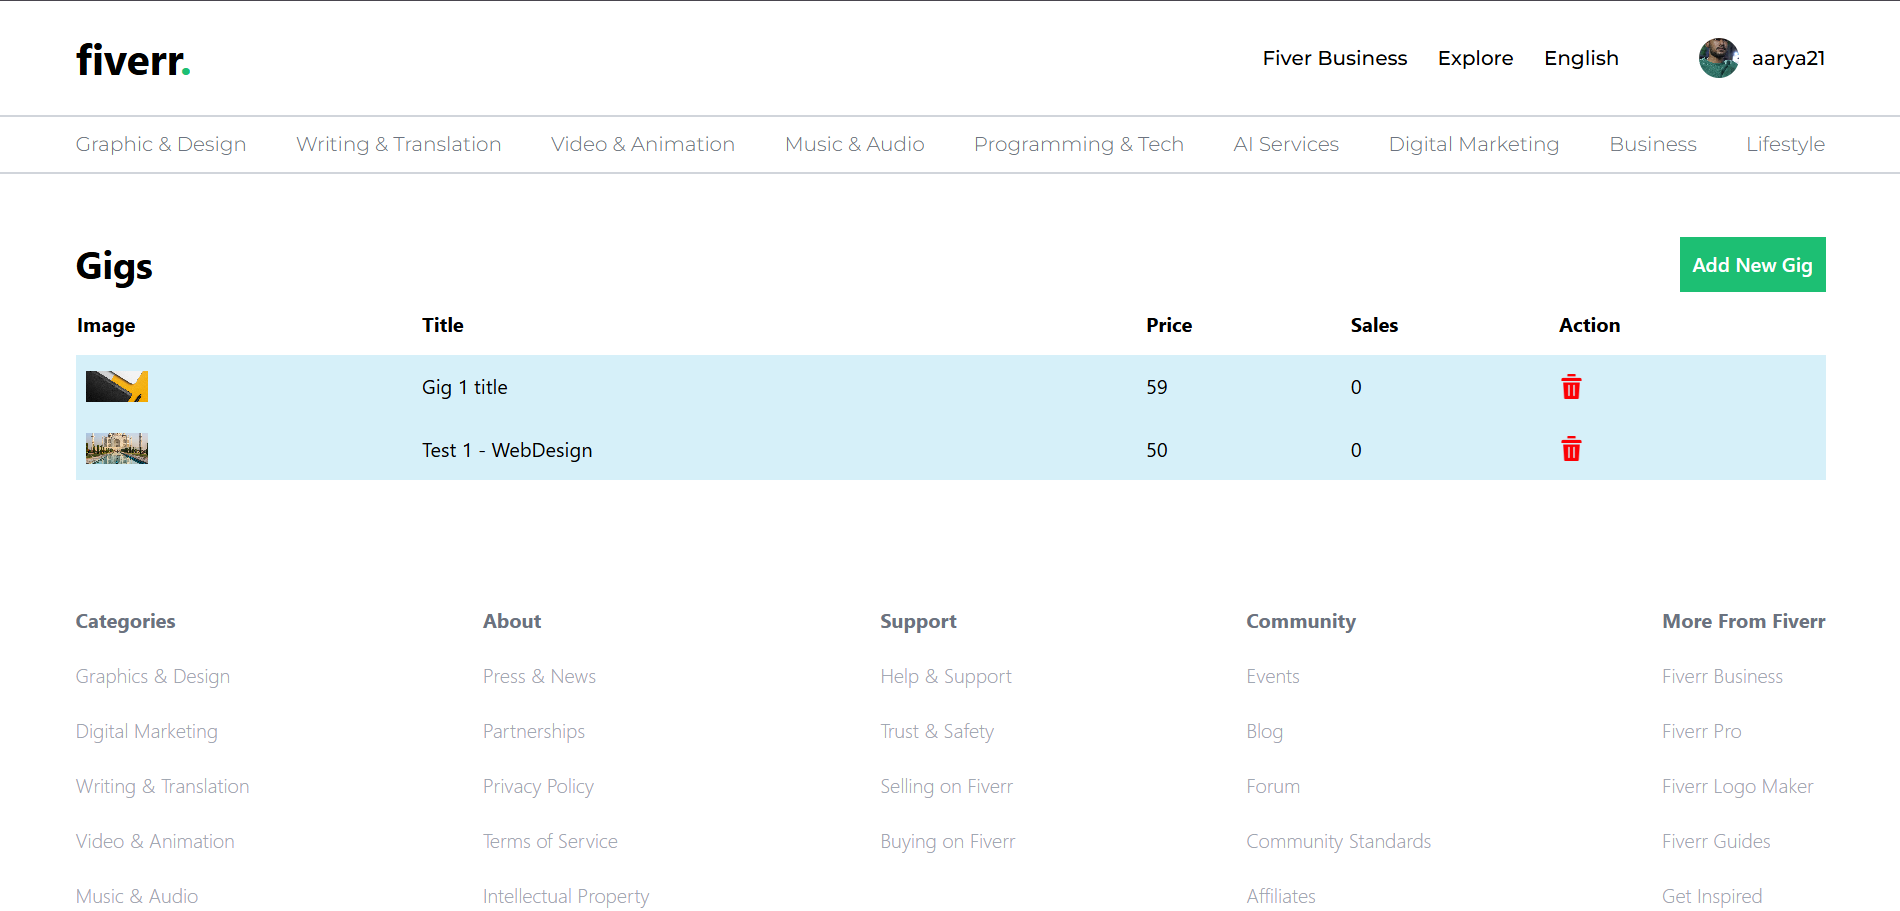 fiverr.
Fiver Business Explore English aarya21
Graphic & Design Writing & Translation Video & Animation Music & Audio Programming & Tech AI Services Digital Marketing Business Lifestyle
Gigs
Add New Gig
Image Title Price Sales Action
Gig 1 title 59 0
Test 1 - WebDesign 50 0
Categories About Support Community More From Fiverr
Graphics & Design Press & News Help & Support Events Fiverr Business
Digital Marketing Partnerships Trust & Safety Blog Fiverr Pro
Writing & Translation Privacy Policy Selling on Fiverr Forum Fiverr Logo Maker
Video & Animation Terms of Service Buying on Fiverr Community Standards Fiverr Guides
Music & Audio Intellectual Property Affiliates Get Inspired